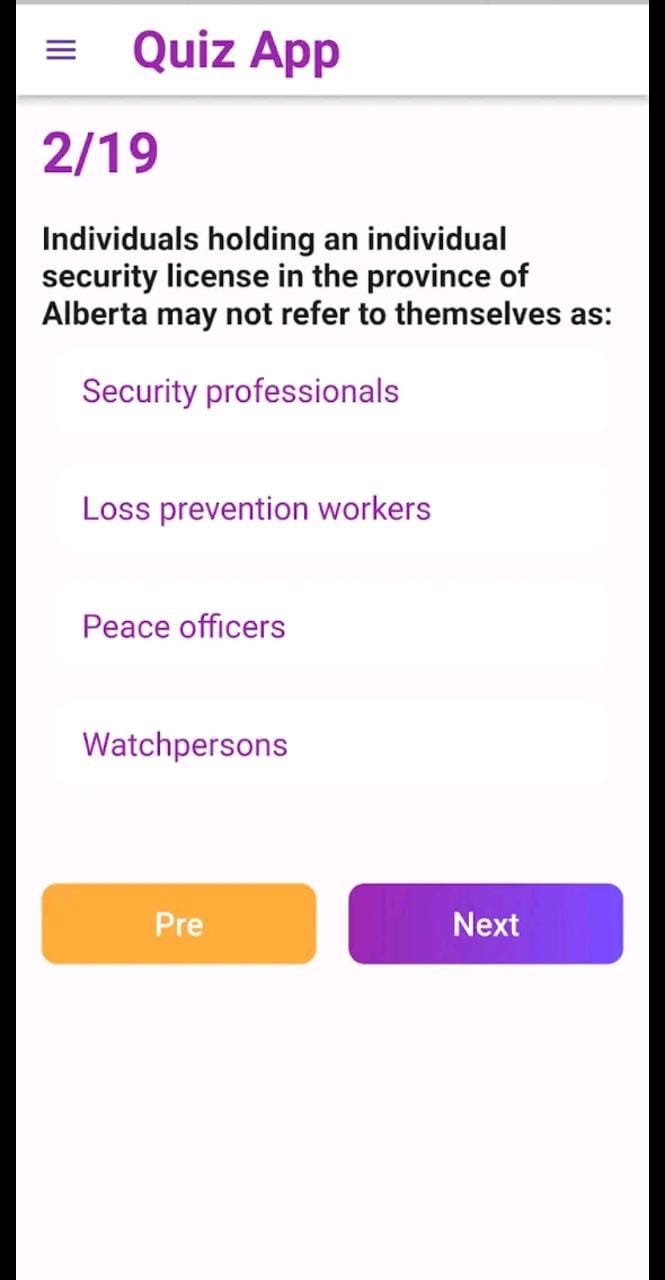 Quiz App
2/19
Individuals holding an individual
security license in the province of
Alberta may not refer to themselves as:
Security professionals
Loss prevention workers
Peace officers
Watchpersons
Pre
Next